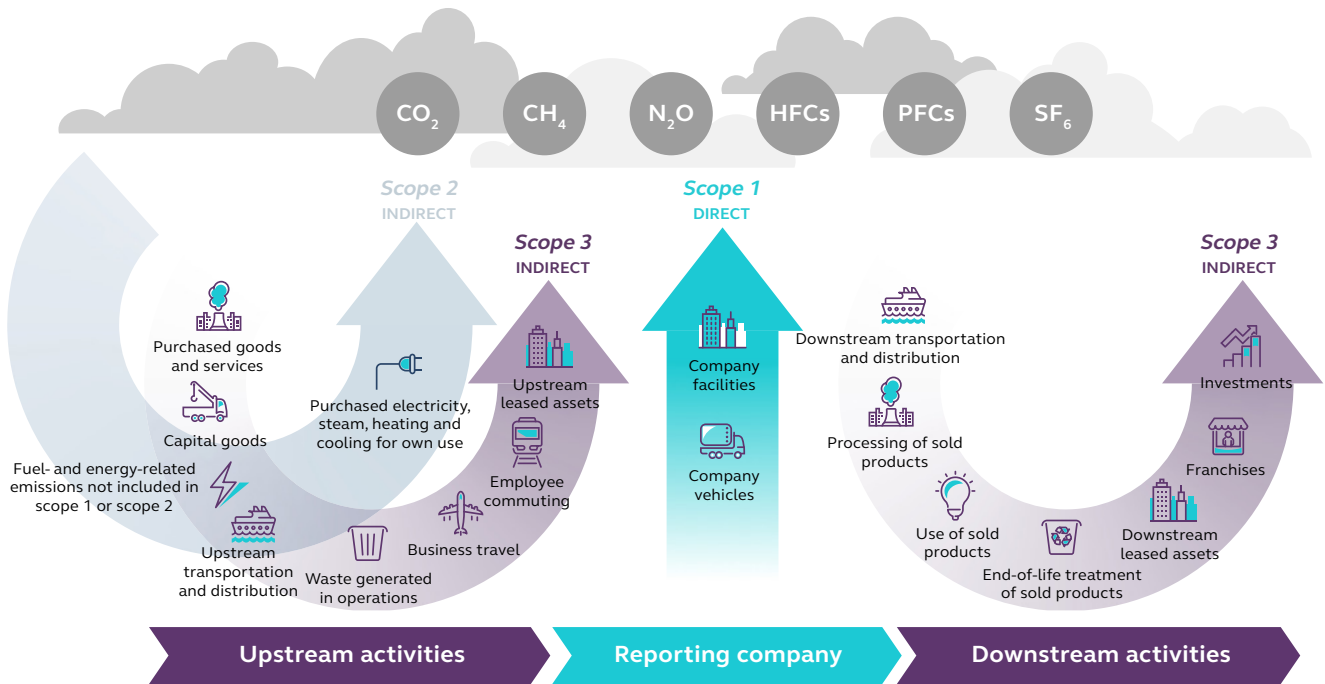 CO2
CH4
N2O
HFCs
PFCs
SF6
Scope 2
INDIRECT
Scope 1
DIRECT
Scope 3
INDIRECT
Scope 3
INDIRECT
Purchased goods
and services
Capital goods
Fuel- and energy-related
emissions not included in
scope 1 or scope 2
Upstream
transportation
and distribution
Waste generated
in operations
Business travel
Employee
commuting
Upstream
leased assets
Purchased electricity,
steam, heating and
cooling for own use
Company
facilities
Company
vehicles
Downstream transportation
and distribution
Processing of sold
products
Use of sold
products
End-of-life treatment
of sold products
Downstream
leased assets
Franchises
Investments
Upstream activities
Reporting company
Downstream activities